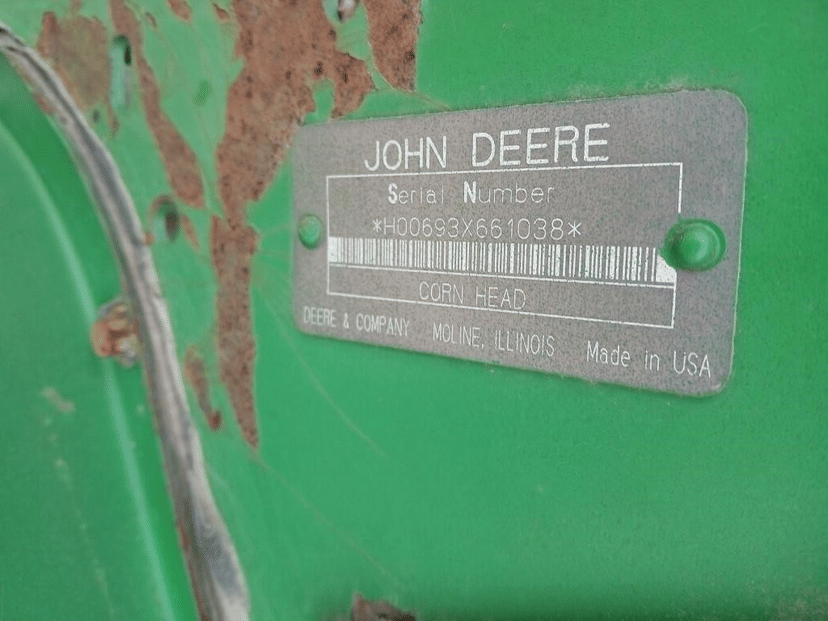 JOHN DEERE
Serial Number
*H00693X661038*
CORN HEAD
DEERE & COMPANY MOLINE, ILLINOIS Made in USA